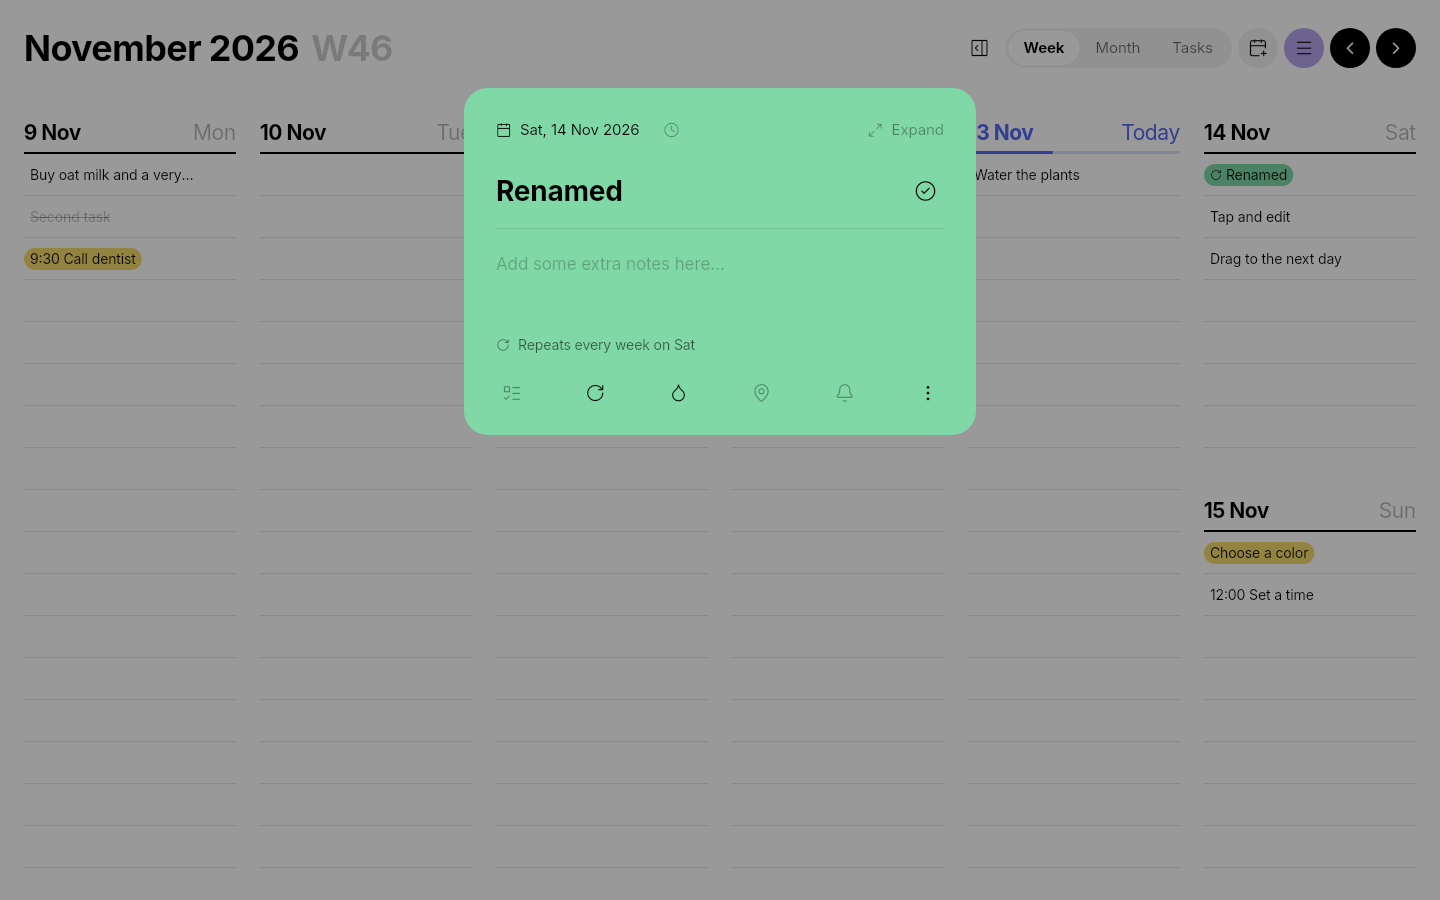 November 2026 W46
Week
Month
Tasks
9 Nov Mon
Buy oat milk and a very...
Second task
9:30 Call dentist
10 Nov Tue
Sat, 14 Nov 2026
Expand
Renamed
Add some extra notes here...
Repeats every week on Sat
3 Nov Today
Water the plants
14 Nov Sat
Renamed
Tap and edit
Drag to the next day
15 Nov Sun
Choose a color
12:00 Set a time